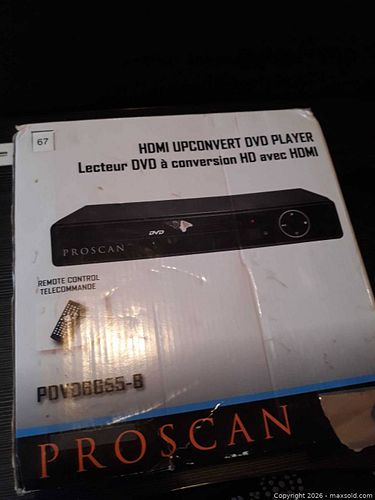 67
HDMI UPCONVERT DVD PLAYER
Lecteur DVD à conversion HD avec HDMI
DVD
PROSCAN
REMOTE CONTROL
TELECOMMANDE
PROSCAN
Copyright 2026 - maxsold.com